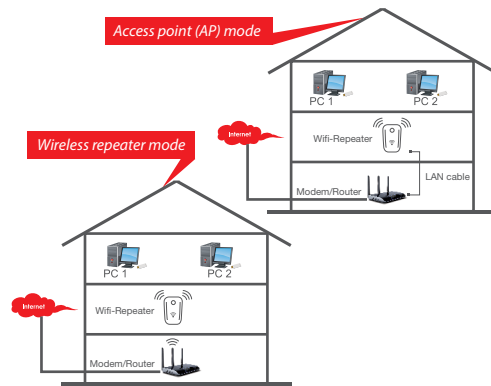 Access point (AP) mode
PC 1
PC 2
Internet
Wifi-Repeater
LAN cable
Modem/Router
Wireless repeater mode
PC 1
PC 2
Internet
Wifi-Repeater
Modem/Router